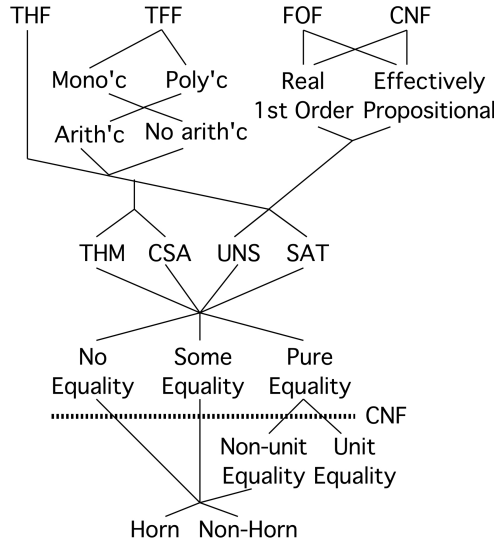 THF TFF FOF CNF
Mono'c Poly'c Real Effectively
1st Order Propositional
Arith'c No arith'c
THM CSA UNS SAT
No Some Pure
Equality Equality Equality
CNF
Non-unit Unit
Equality Equality
Horn Non-Horn